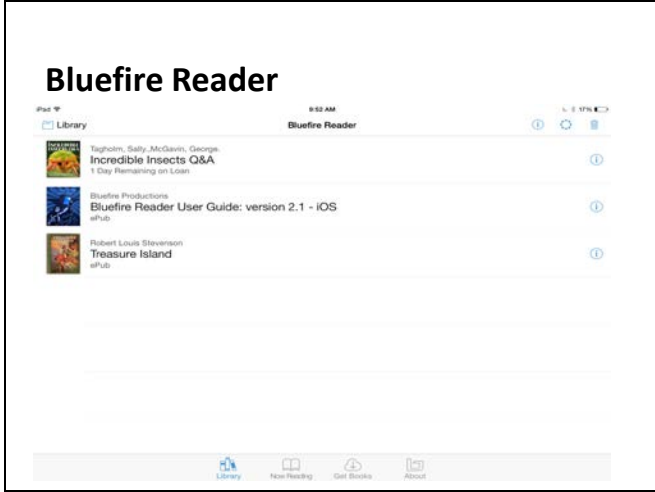 Bluefire Reader
iPad 9:52 AM 17%
Library Bluefire Reader
Tagholm, Sally,.McGavin, George.
Incredible Insects Q&A
1 Day Remaining on Loan
Bluefire Productions
Bluefire Reader User Guide: version 2.1 - iOS
ePub
Robert Louis Stevenson
Treasure Island
ePub
Library Now Reading Get Books About